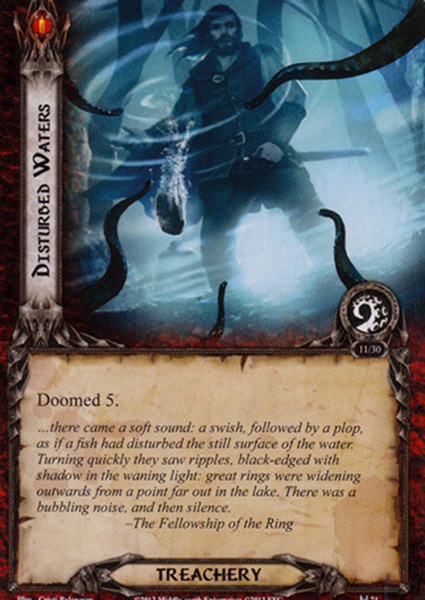 DISTURBED WATERS
11/30
Doomed 5.
...there came a soft sound: a swish, followed by a plop,
as if a fish had disturbed the still surface of the water.
Turning quickly they saw ripples, black-edged with
shadow in the waning light: great rings were widening
outwards from a point far out in the lake. There was a
bubbling noise, and then silence.
–The Fellowship of the Ring
TREACHERY